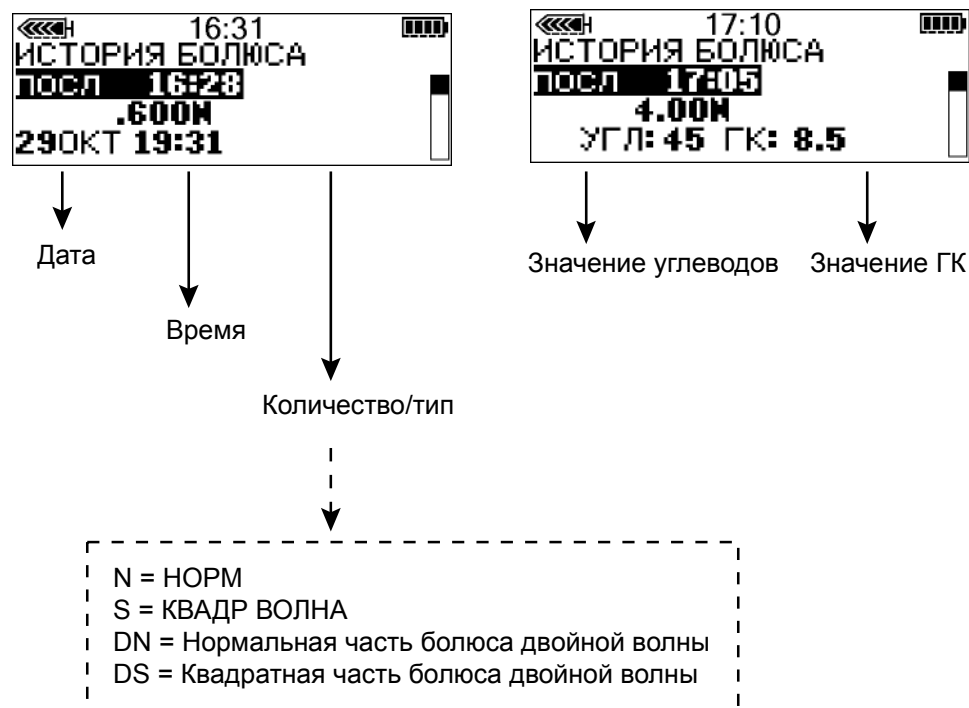 H 16:31
ИСТОРИЯ БОЛЮСА
ПОСЛ 16:28
.600N
29ОКТ 19:31
H 17:10
ИСТОРИЯ БОЛЮСА
ПОСЛ 17:05
4.00N
УГЛ: 45 ГК: 8.5
Дата
Время
Количество/тип
Значение углеводов
Значение ГК
N = НОРМ
S = КВАДР ВОЛНА
DN = Нормальная часть болюса двойной волны
DS = Квадратная часть болюса двойной волны